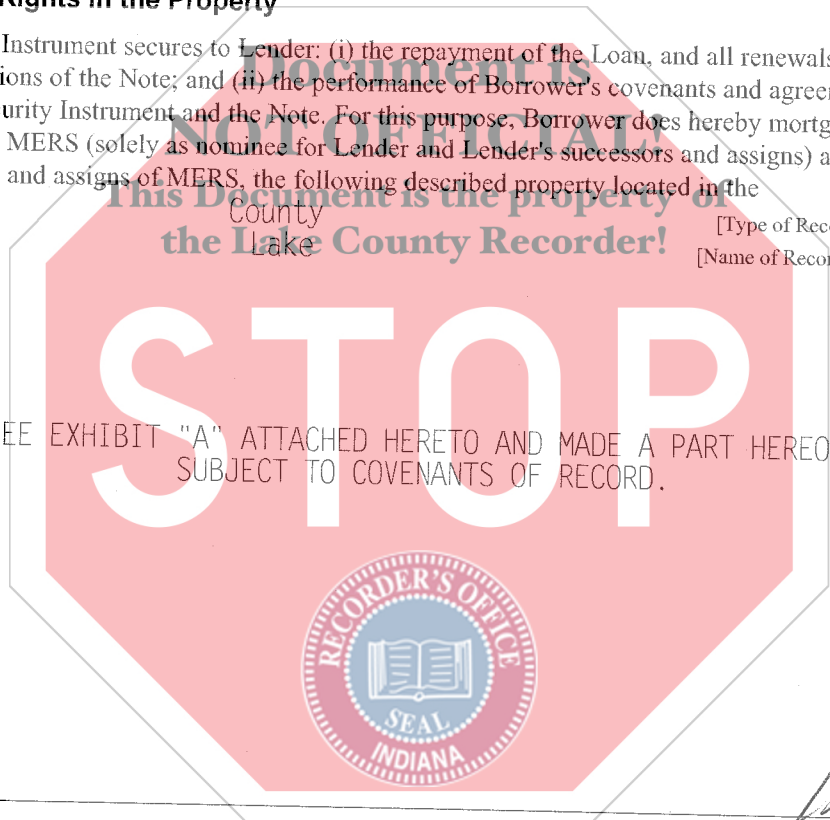 Rights in the Property
Instrument secures to Lender: (i) the repayment of the Loan, and all renewals
ions of the Note; and (ii) the performance of Borrower's covenants and agree
urity Instrument and the Note. For this purpose, Borrower does hereby mortg
MERS (solely as nominee for Lender and Lender's successors and assigns) a
and assigns of MERS, the following described property located in the
County
[Type of Rec
Lake
[Name of Recor
Document is
NOT OFFICIAL!
This Document is the property of
the Lake County Recorder!
STOP
EE EXHIBIT "A" ATTACHED HERETO AND MADE A PART HEREO
SUBJECT TO COVENANTS OF RECORD.
RECORDER'S OFFICE
SEAL
INDIANA